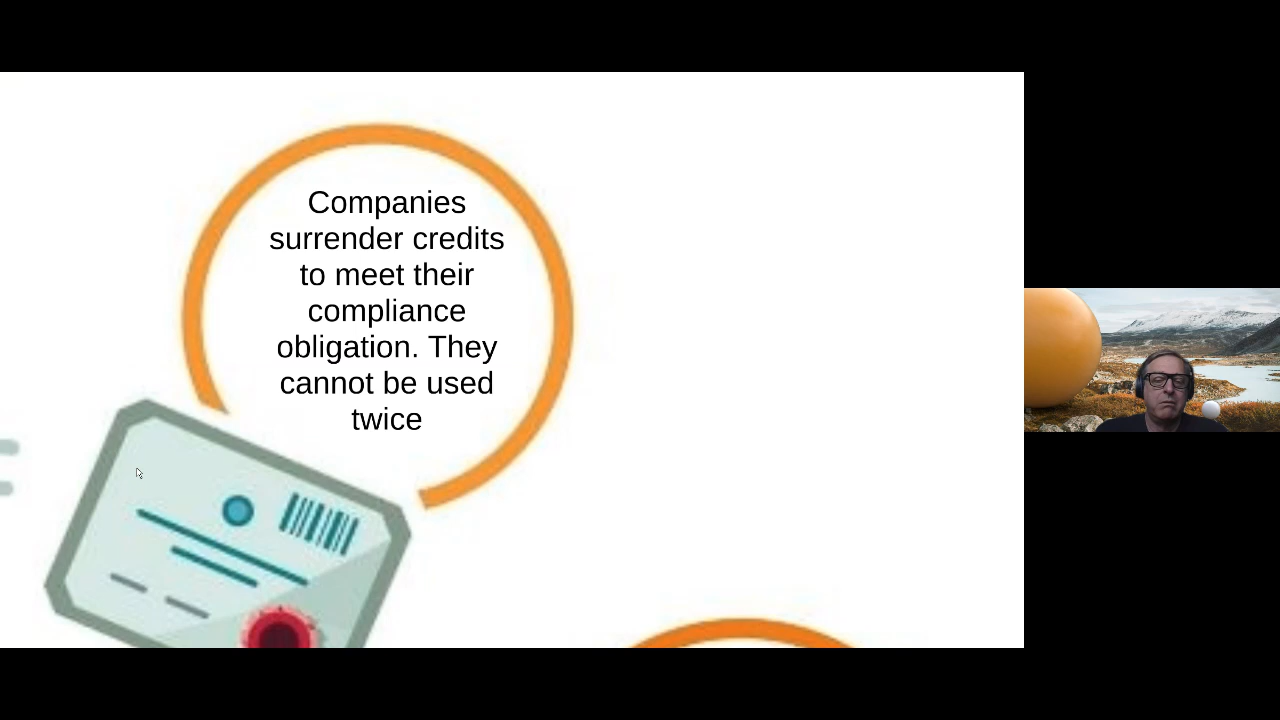 Companies
surrender credits
to meet their
compliance
obligation. They
cannot be used
twice